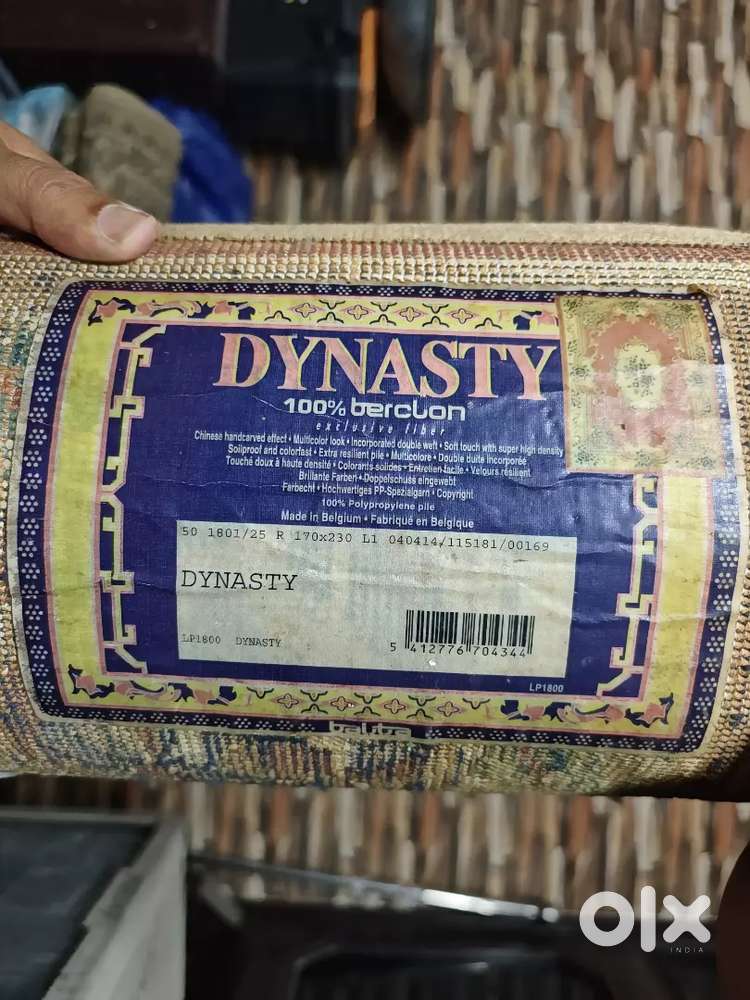 DYNASTY
100% berclon
exclusive fiber
Chinese handcarved effect • Multicolor look • Incorporated double weft • Soft touch with super high density
Soilproof and colorfast • Extra resilient pile • Multicolore • Double duite incorporée
Touché doux à haute densité • Colorants solides • Entretien facile • Velours résilient
Brillante Farben • Doppelschuss eingewebt
Farbecht • Hochwertiges PP-Spezialgarn • Copyright
100% Polypropylene pile
Made in Belgium • Fabriqué en Belgique
50 1801/25 R 170x230 L1 040414/115181/00169
DYNASTY
LP1800 DYNASTY
5 412776 704344
LP1800
olx
INDIA